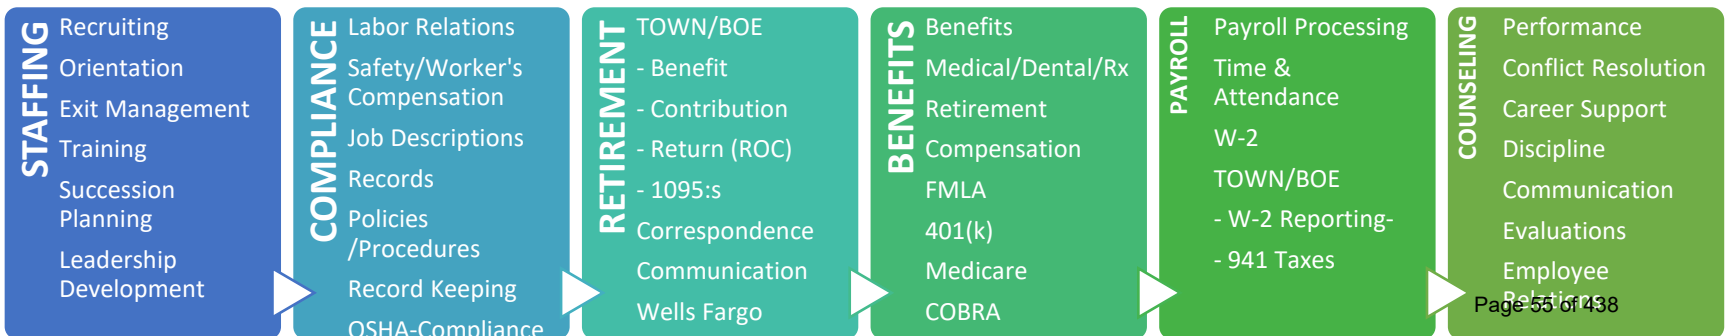 STAFFING
Recruiting
Orientation
Exit Management
Training
Succession
Planning
Leadership
Development
COMPLIANCE
Labor Relations
Safety/Worker's
Compensation
Job Descriptions
Records
Policies
/Procedures
Record Keeping
OSHA-Compliance
RETIREMENT
TOWN/BOE
- Benefit
- Contribution
- Return (ROC)
- 1095:s
Correspondence
Communication
Wells Fargo
BENEFITS
Benefits
Medical/Dental/Rx
Retirement
Compensation
FMLA
401(k)
Medicare
COBRA
PAYROLL
Payroll Processing
Time &
Attendance
W-2
TOWN/BOE
- W-2 Reporting-
- 941 Taxes
COUNSELING
Performance
Conflict Resolution
Career Support
Discipline
Communication
Evaluations
Employee
Relations
Page 55 of 438